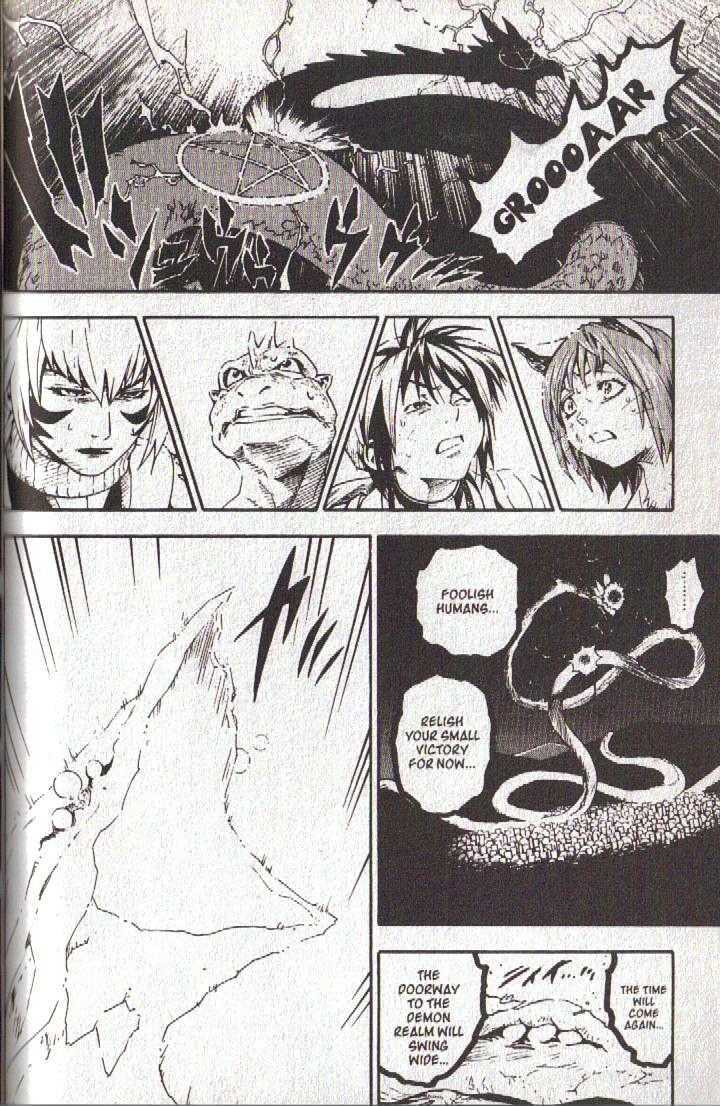 GROOOAAR
.........
FOOLISH
HUMANS...
RELISH
YOUR SMALL
VICTORY
FOR NOW...
THE TIME
WILL
COME
AGAIN...
THE
DOORWAY
TO THE
DEMON
REALM WILL
SWING
WIDE...